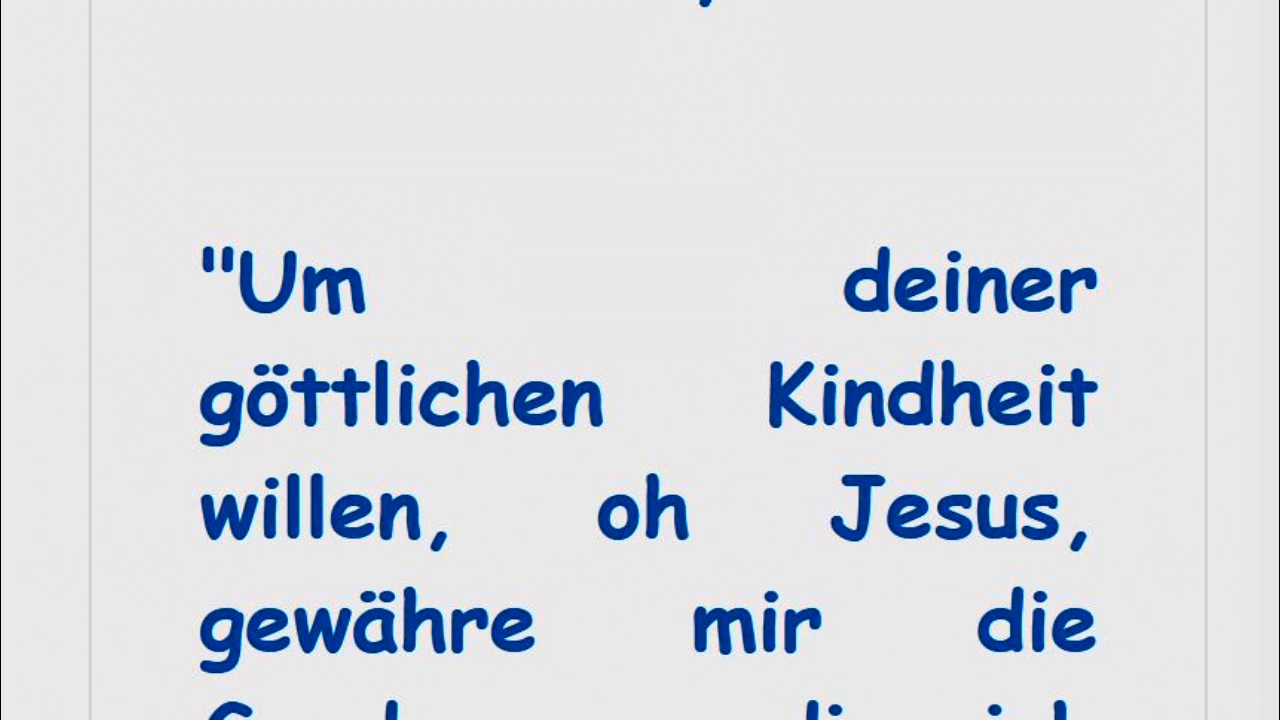 "Um deiner
göttlichen Kindheit
willen, oh Jesus,
gewähre mir die